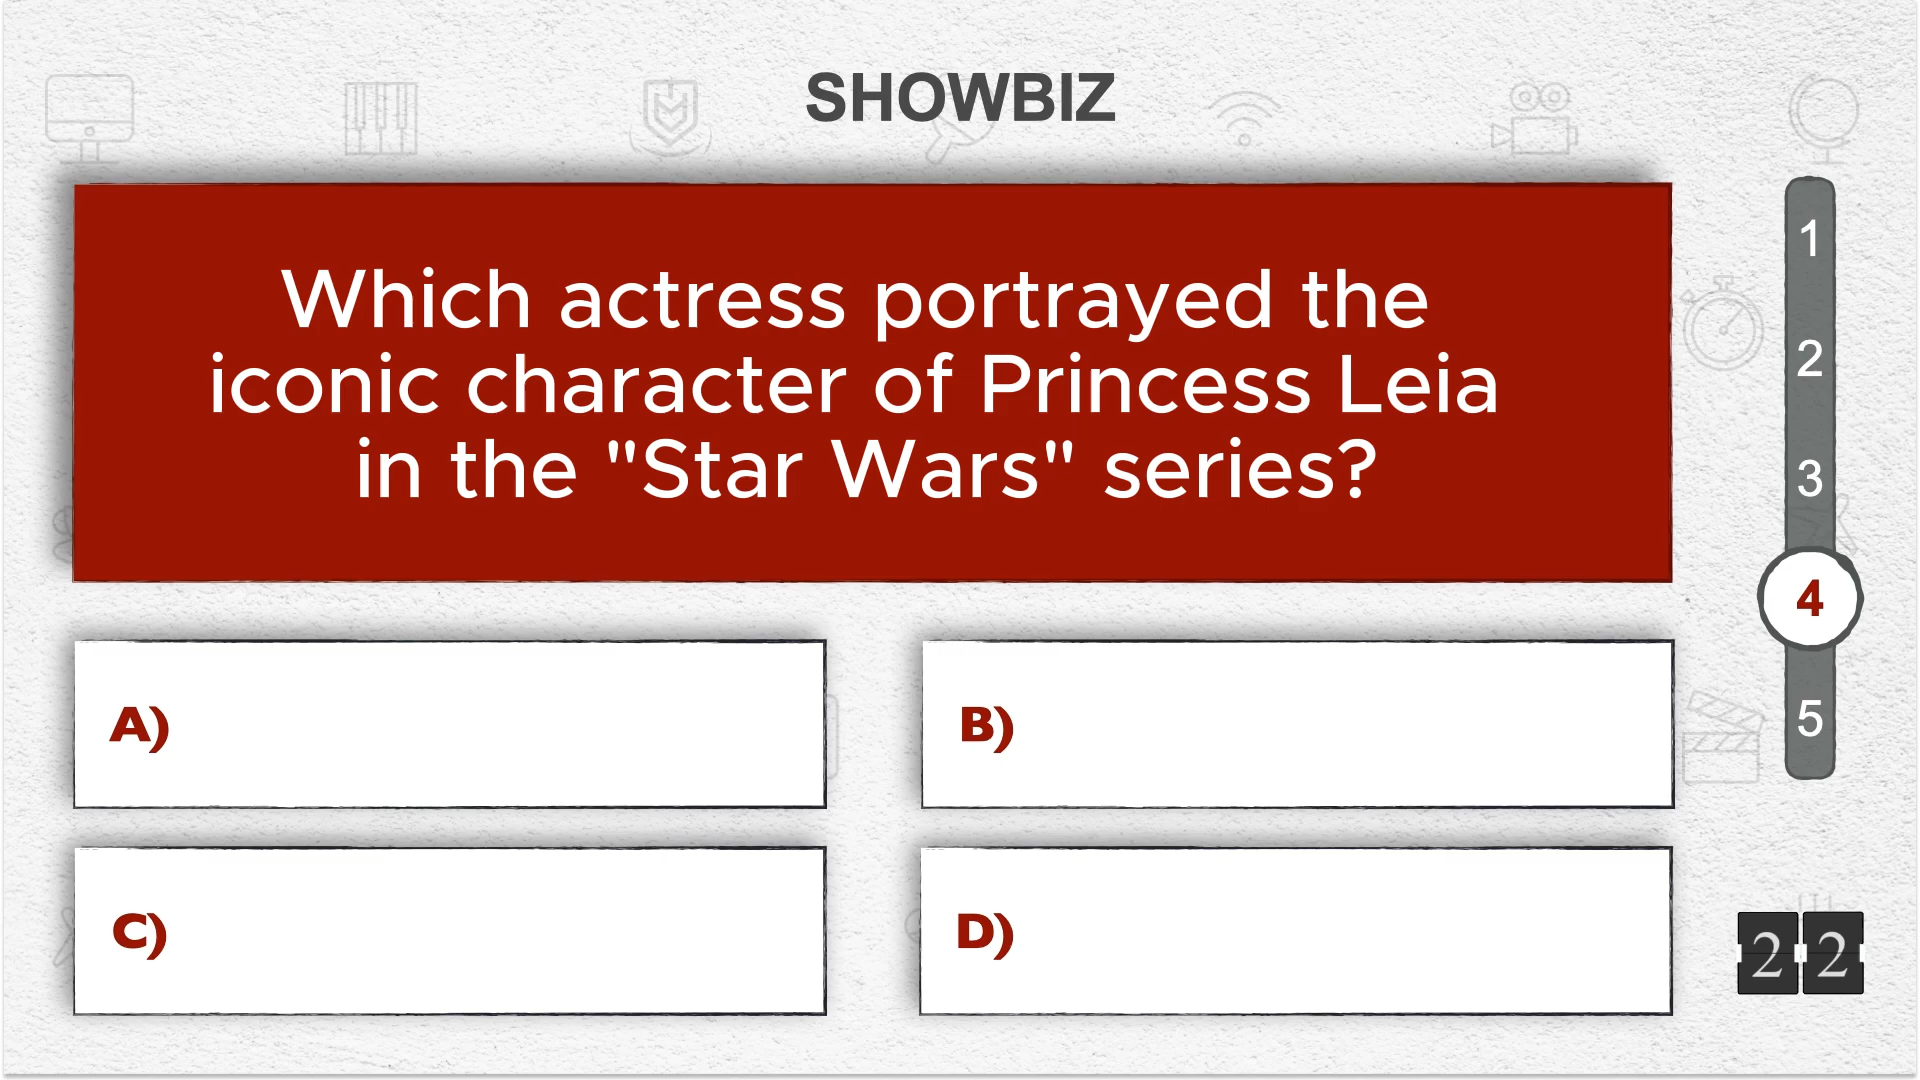 SHOWBIZ
Which actress portrayed the
iconic character of Princess Leia
in the "Star Wars" series?
1
2
3
4
5
A)
B)
C)
D)
22